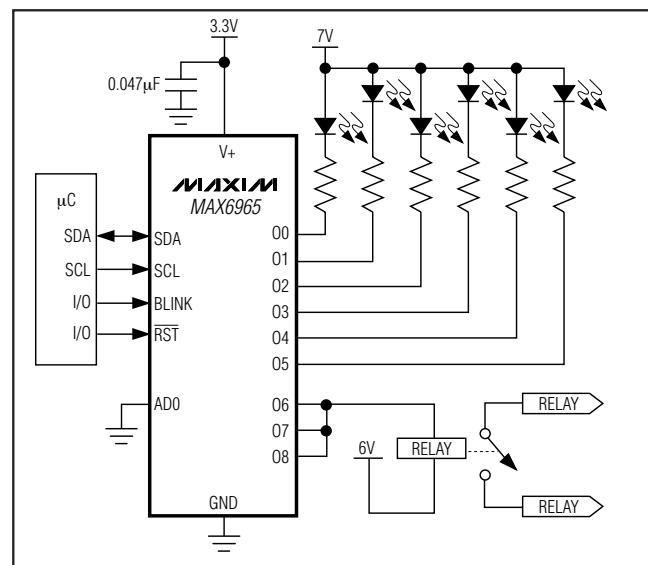 3.3V
7V
0.047µF
V+
MAXIM
MAX6965
µC
SDA
SDA
SCL
SCL
I/O
BLINK
I/O
RST
AD0
GND
O0
O1
O2
O3
O4
O5
O6
O7
O8
6V
RELAY
RELAY
RELAY